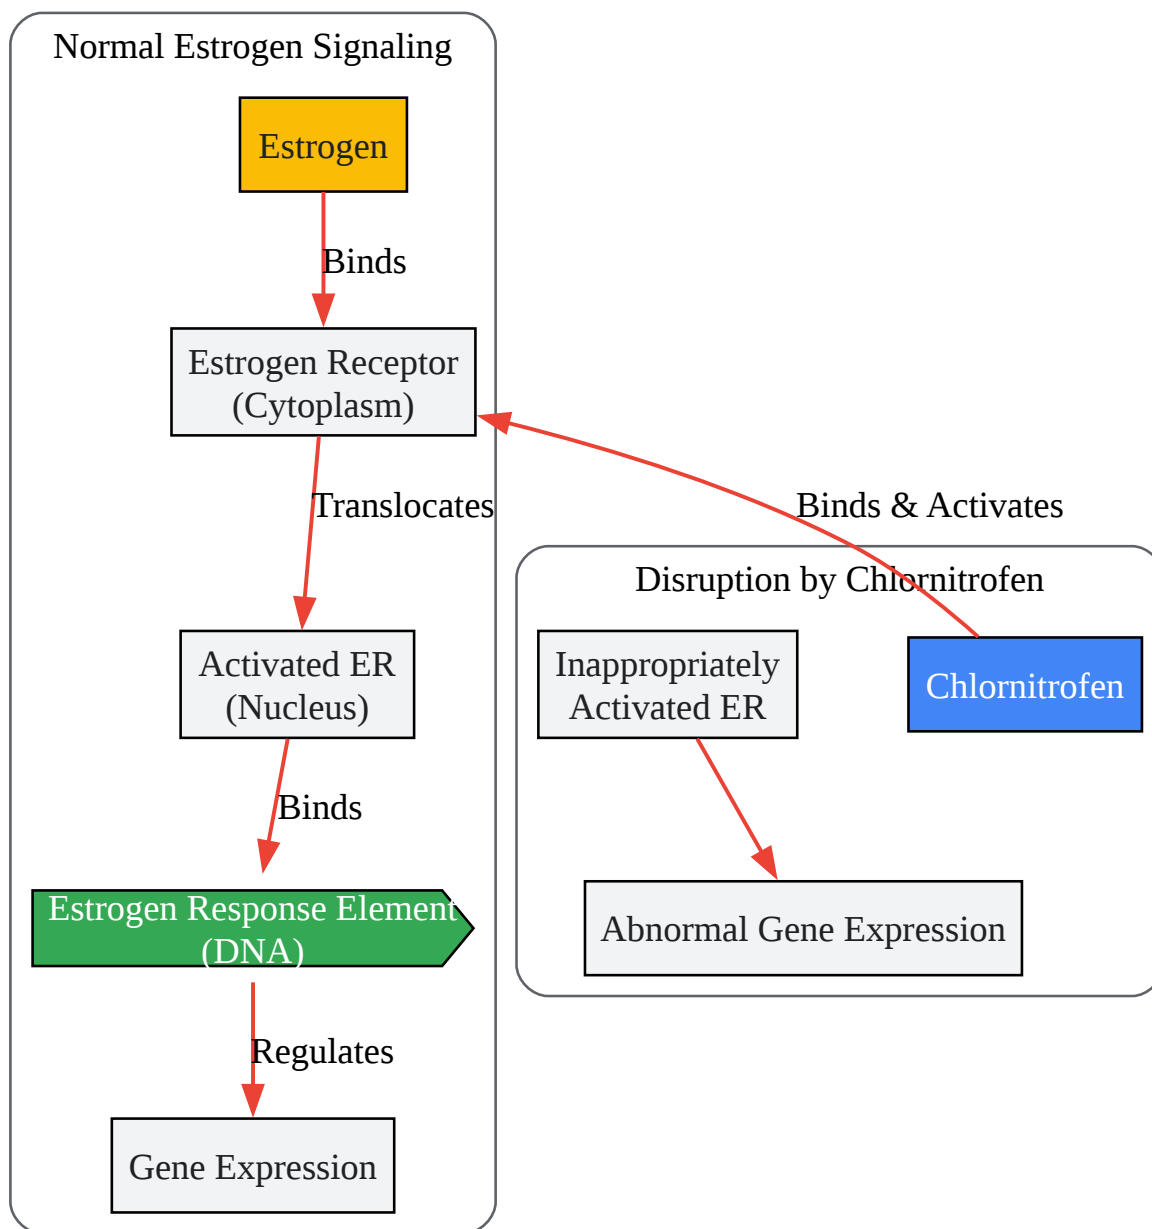 Normal Estrogen Signaling
Estrogen
Binds
Estrogen Receptor
(Cytoplasm)
Translocates
Activated ER
(Nucleus)
Binds
Estrogen Response Element
(DNA)
Regulates
Gene Expression
Binds & Activates
Disruption by Chlornitrofen
Inappropriately
Activated ER
Chlornitrofen
Abnormal Gene Expression